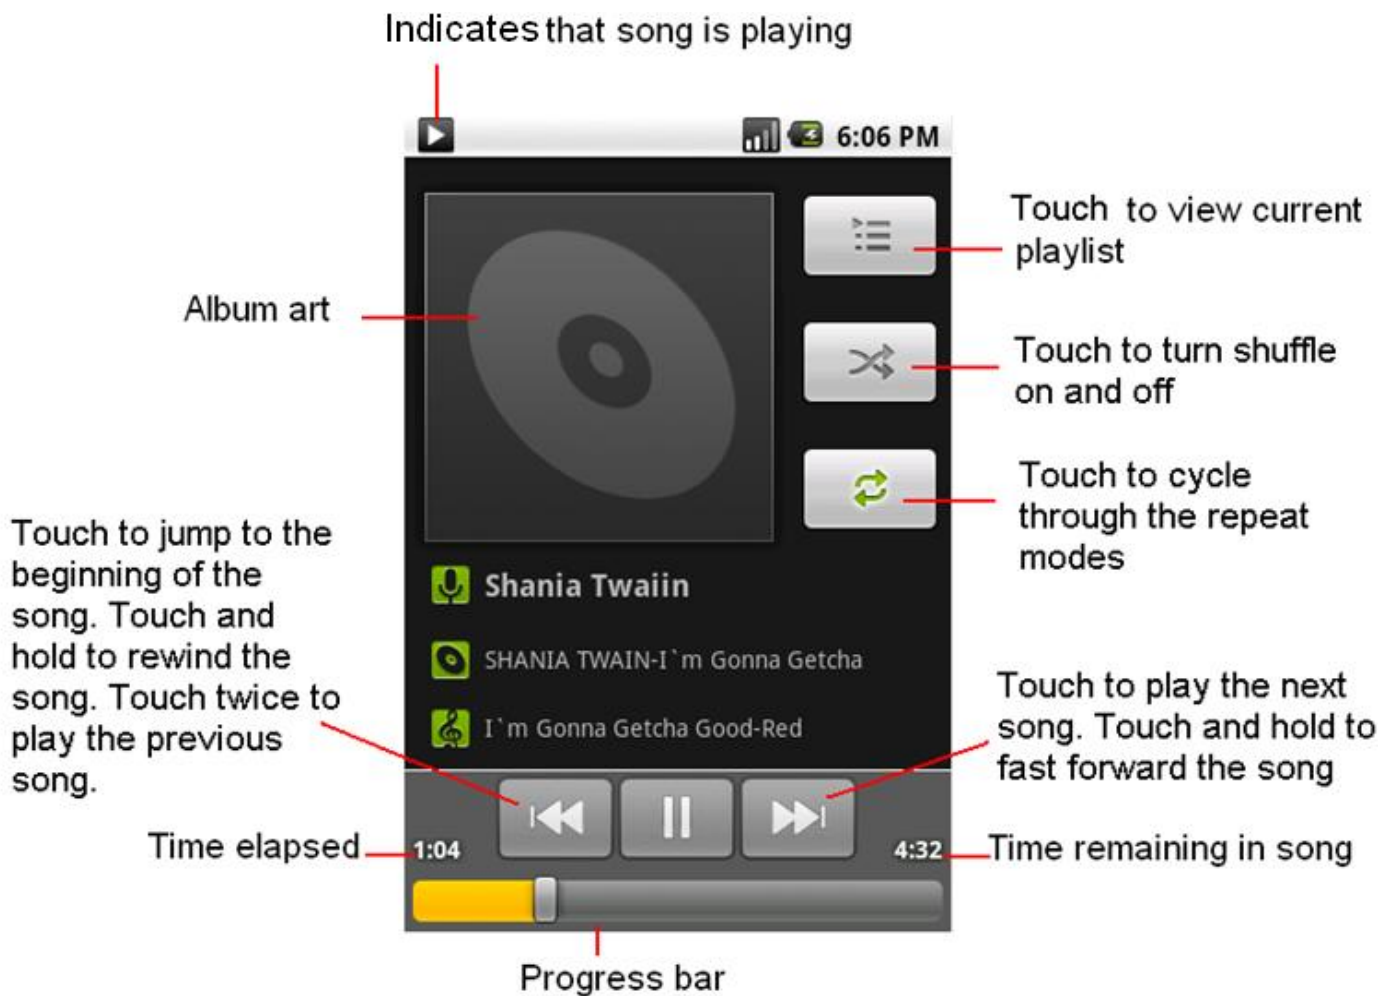 Indicates that song is playing
6:06 PM
Touch to view current
playlist
Album art
Touch to turn shuffle
on and off
Touch to cycle
through the repeat
modes
Touch to jump to the
beginning of the
song. Touch and
hold to rewind the
song. Touch twice to
play the previous
song.
Shania Twaiin
SHANIA TWAIN-I`m Gonna Getcha
I`m Gonna Getcha Good-Red
Touch to play the next
song. Touch and hold to
fast forward the song
Time elapsed
1:04
4:32
Time remaining in song
Progress bar